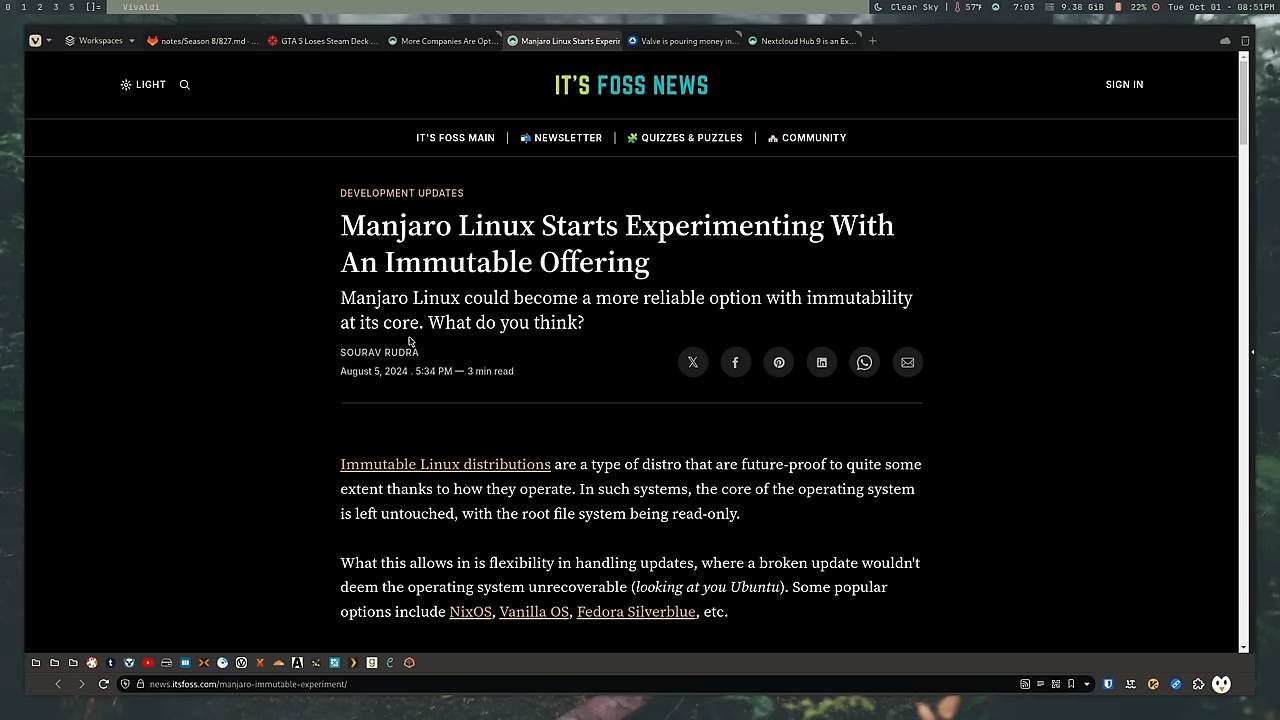 0 1 2 3 5 []= Vivaldi Clear Sky | 57°F 7:03 9.38 GiB 22% Tue Oct 01 - 08:51PM
Workspaces notes/Season 8/827.md - ... GTA 5 Loses Steam Deck ... More Companies Are Opt... Manjaro Linux Starts Experin Valve is pouring money in... Nextcloud Hub 9 is an Ex...
LIGHT
IT'S FOSS NEWS
SIGN IN
IT'S FOSS MAIN | NEWSLETTER | QUIZZES & PUZZLES | COMMUNITY
DEVELOPMENT UPDATES
Manjaro Linux Starts Experimenting With
An Immutable Offering
Manjaro Linux could become a more reliable option with immutability
at its core. What do you think?
SOURAV RUDRA
August 5, 2024 . 5:34 PM — 3 min read
Immutable Linux distributions are a type of distro that are future-proof to quite some
extent thanks to how they operate. In such systems, the core of the operating system
is left untouched, with the root file system being read-only.
What this allows in is flexibility in handling updates, where a broken update wouldn't
deem the operating system unrecoverable (looking at you Ubuntu). Some popular
options include NixOS, Vanilla OS, Fedora Silverblue, etc.
news.itsfoss.com/manjaro-immutable-experiment/